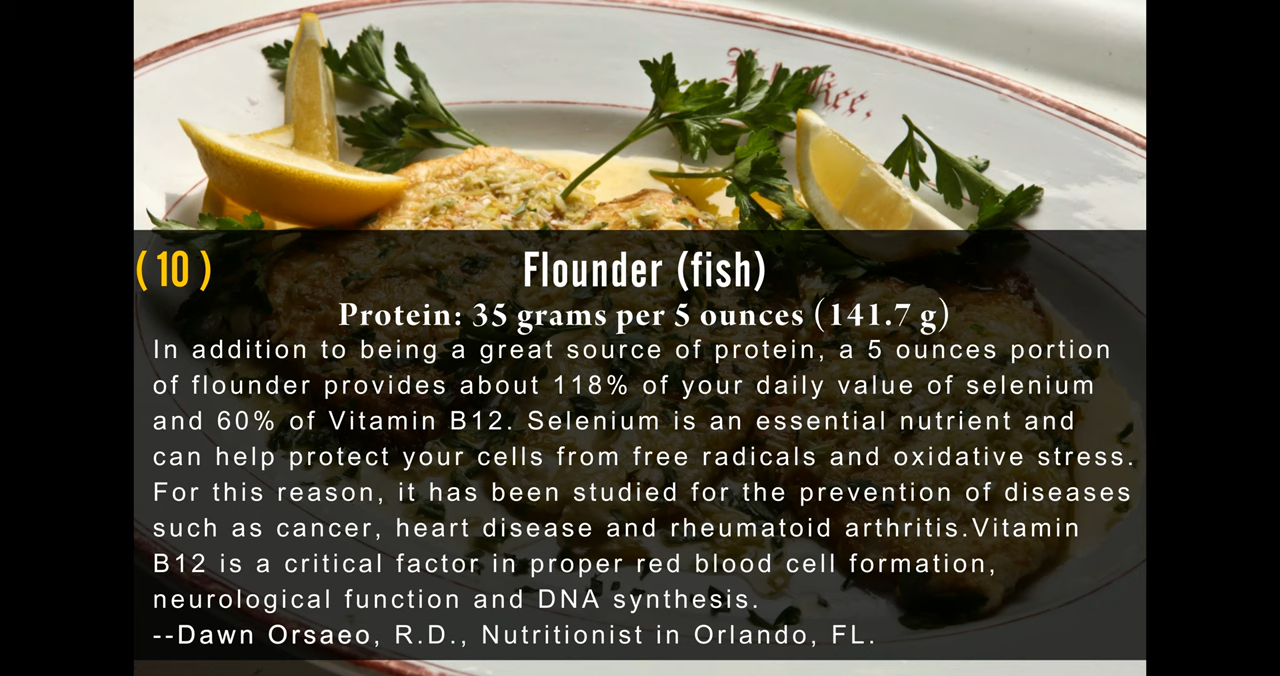 ( 10 )
Flounder (fish)
Protein: 35 grams per 5 ounces (141.7 g)
In addition to being a great source of protein, a 5 ounces portion
of flounder provides about 118% of your daily value of selenium
and 60% of Vitamin B12. Selenium is an essential nutrient and
can help protect your cells from free radicals and oxidative stress.
For this reason, it has been studied for the prevention of diseases
such as cancer, heart disease and rheumatoid arthritis.Vitamin
B12 is a critical factor in proper red blood cell formation,
neurological function and DNA synthesis.
--Dawn Orsaeo, R.D., Nutritionist in Orlando, FL.